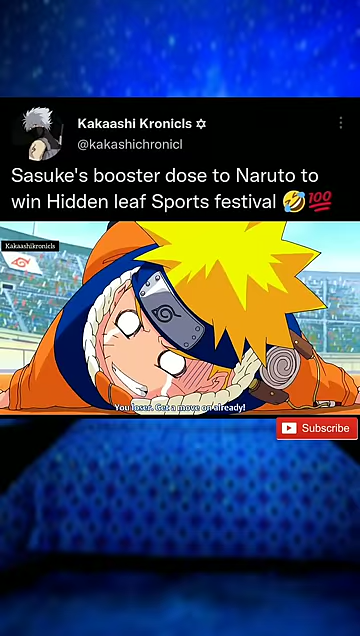 Kakaashi Kronicls ✡
@kakashichronicl
Sasuke's booster dose to Naruto to
win Hidden leaf Sports festival 🤣💯
Kakaashikronicls
You loser. Get a move on already!
Subscribe